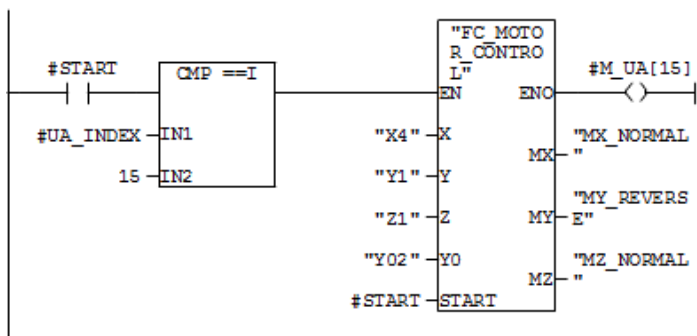 "FC_MOTO
R_CONTRO
L"
#START
CMP ==I
#M_UA[15]
EN
ENO
#UA_INDEX
IN1
"X4"
X
"MX_NORMAL
MX
"
15
IN2
"Y1"
Y
"MY_REVERS
"Z1"
Z
MY
E"
"Y02"
Y0
"MZ_NORMAL
MZ
"
#START
START